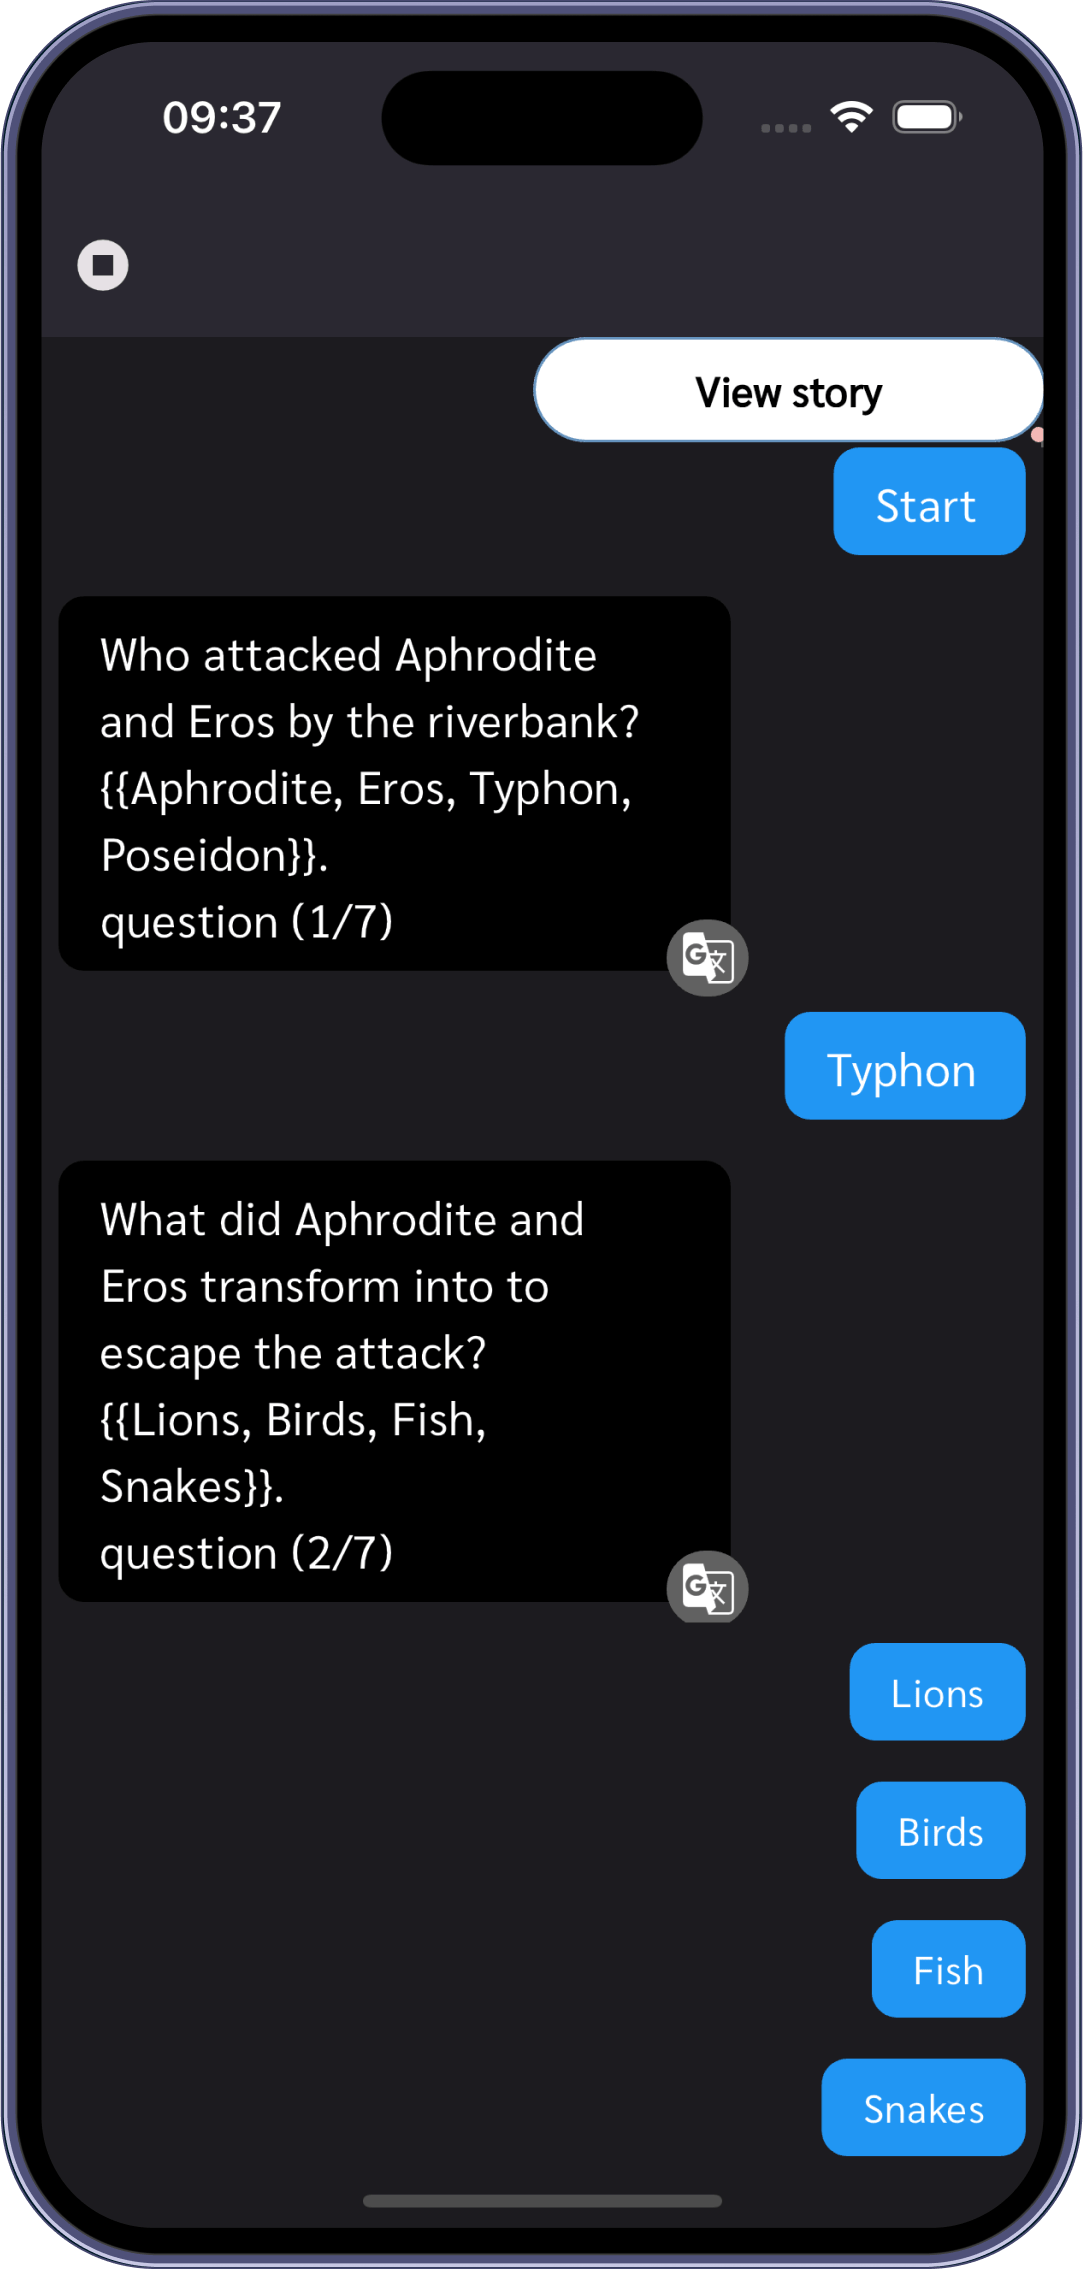 09:37
View story
Start
Who attacked Aphrodite
and Eros by the riverbank?
{{Aphrodite, Eros, Typhon,
Poseidon}}.
question (1/7)
Typhon
What did Aphrodite and
Eros transform into to
escape the attack?
{{Lions, Birds, Fish,
Snakes}}.
question (2/7)
Lions
Birds
Fish
Snakes